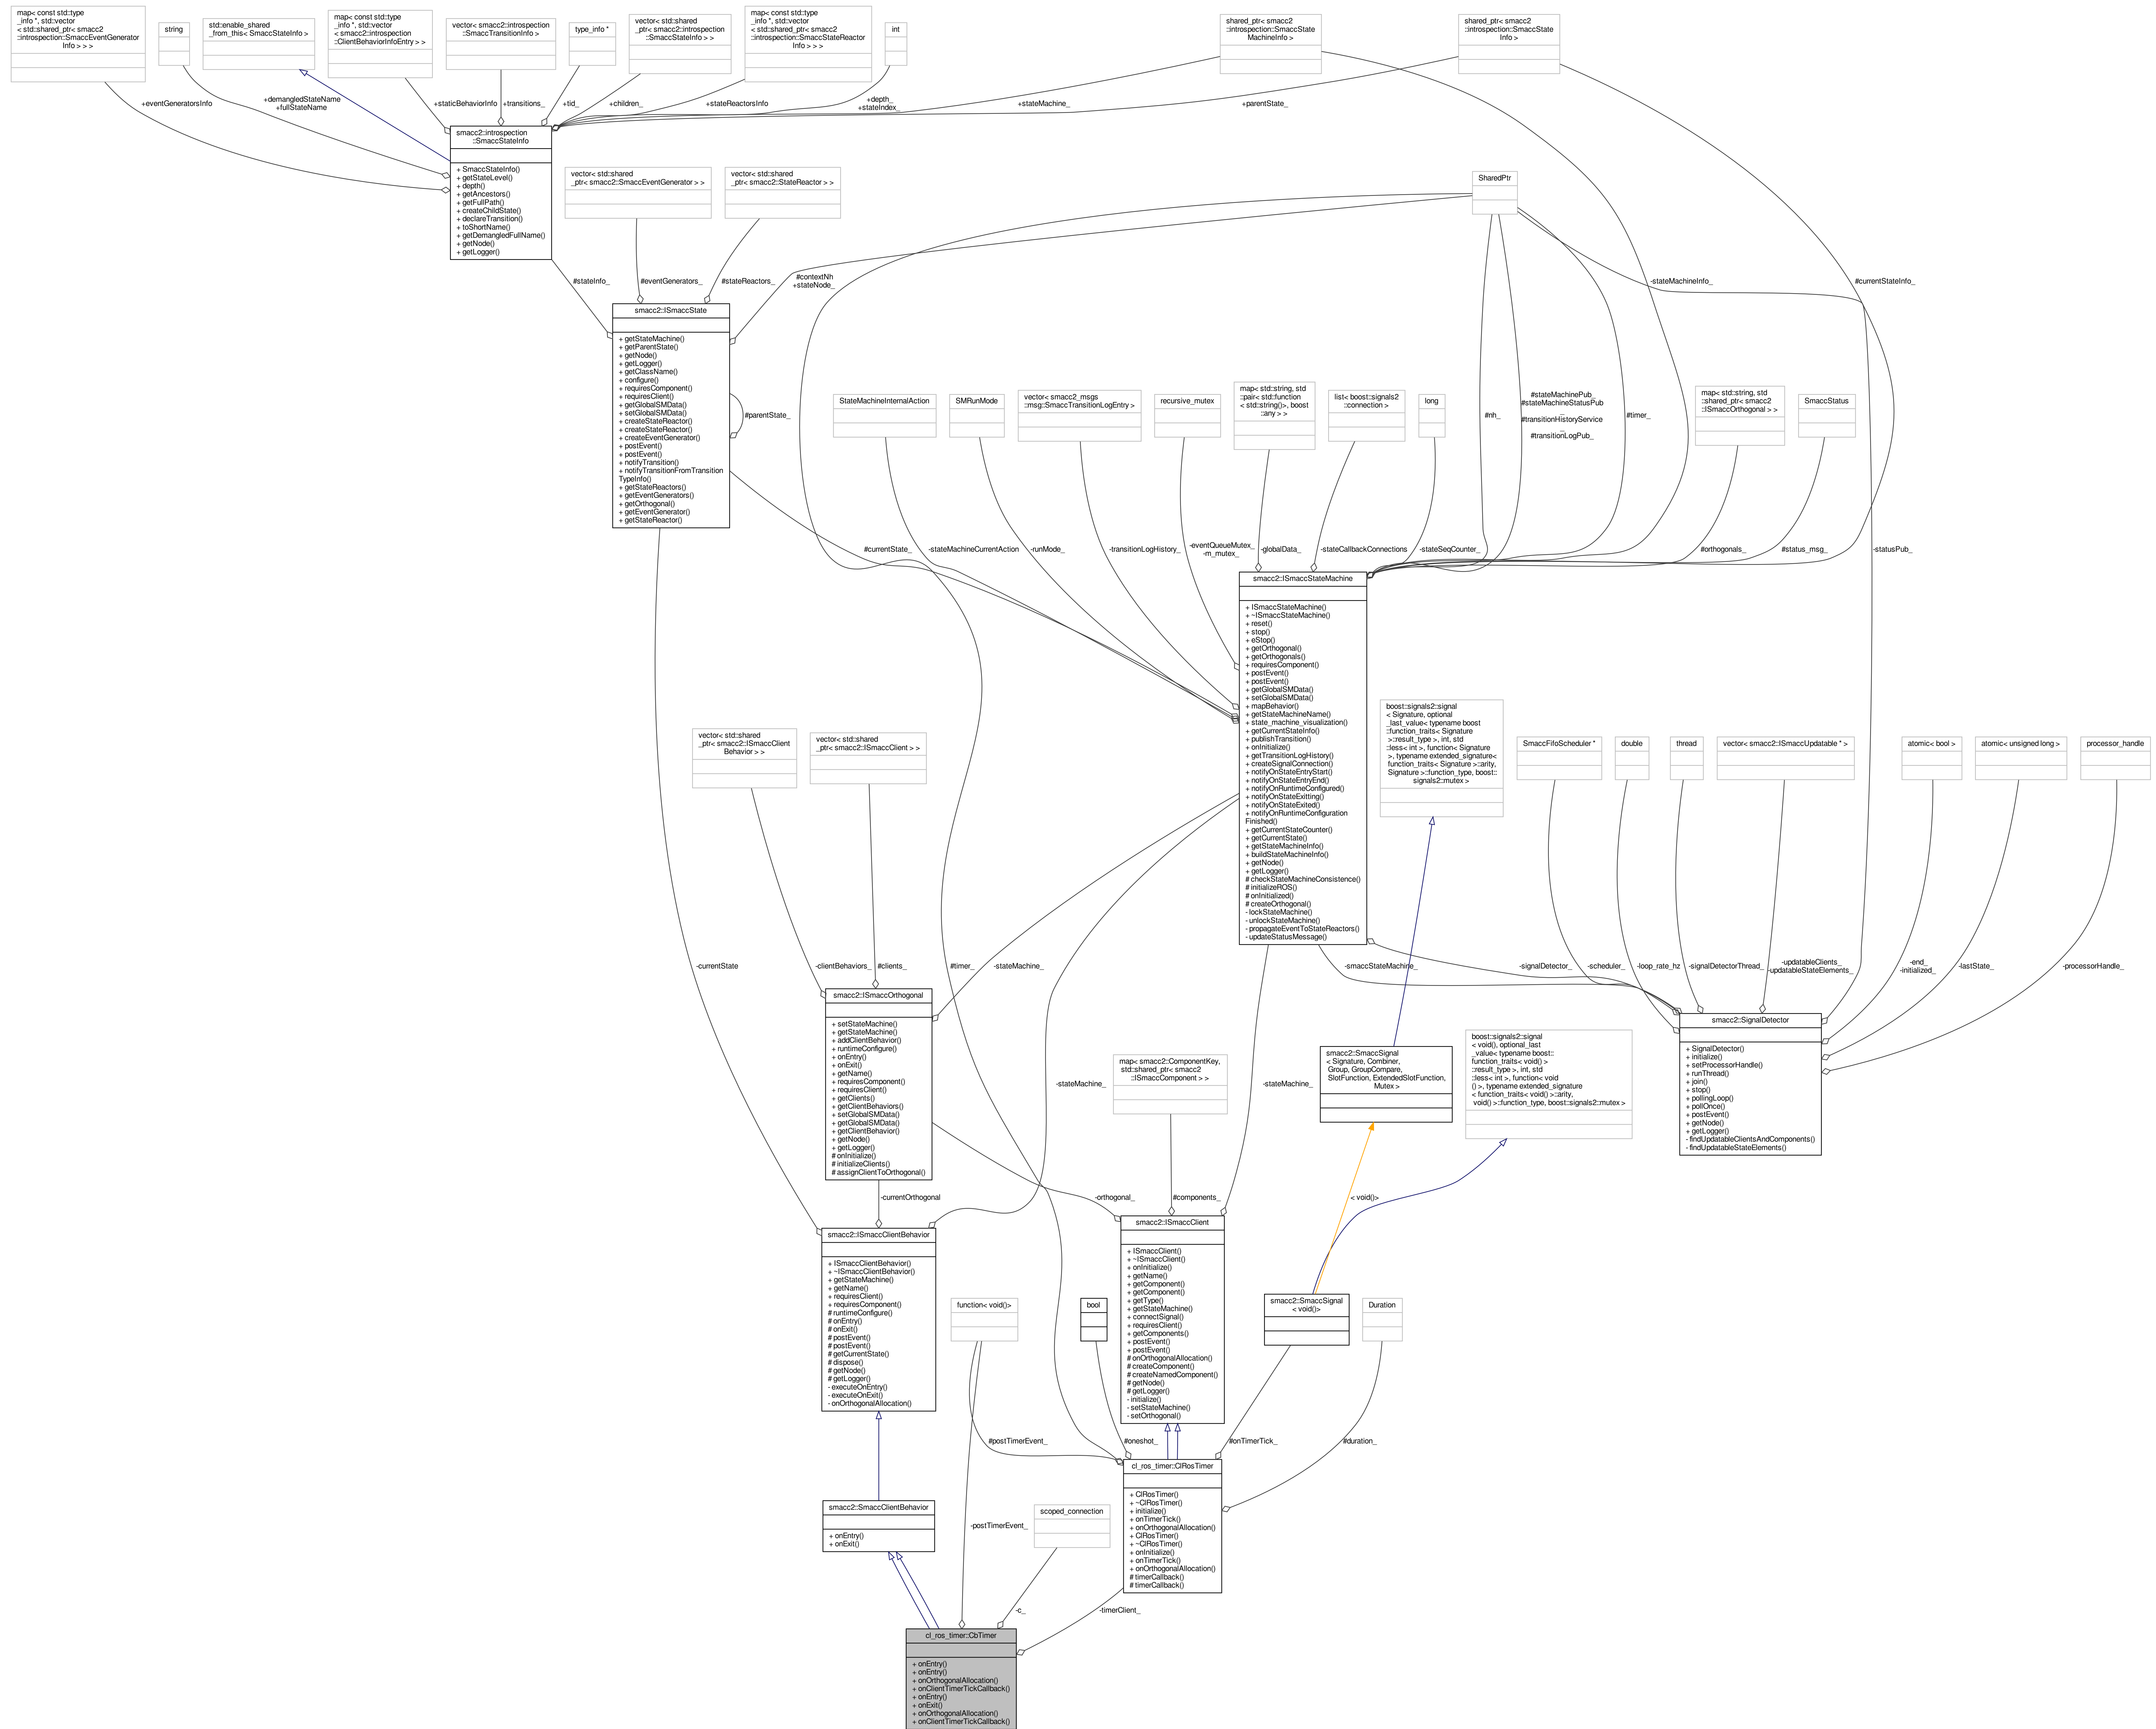 map< const std::type
_info *, std::vector
< std::shared_ptr< smacc2
::introspection::SmaccEventGenerator
Info > > >
string
std::enable_shared
_from_this< SmaccStateInfo >
map< const std::type
_info *, std::vector
< smacc2::introspection
::ClientBehaviorInfoEntry > >
vector< smacc2::introspection
::SmaccTransitionInfo >
type_info *
vector< std::shared
_ptr< smacc2::introspection
::SmaccStateInfo > >
map< const std::type
_info *, std::vector
< std::shared_ptr< smacc2
::introspection::SmaccStateReactor
Info > > >
int
shared_ptr< smacc2
::introspection::SmaccState
MachineInfo >
shared_ptr< smacc2
::introspection::SmaccState
Info >
+eventGeneratorsInfo
+demangledStateName
+fullStateName
+staticBehaviorInfo
+transitions_
+tid_
+children_
+stateReactorsInfo
+depth_
+stateIndex_
+stateMachine_
+parentState_
smacc2::introspection
::SmaccStateInfo
+ SmaccStateInfo()
+ getStateLevel()
+ depth()
+ getAncestors()
+ getFullPath()
+ createChildState()
+ declareTransition()
+ toShortName()
+ getDemangledFullName()
+ getNode()
+ getLogger()
vector< std::shared
_ptr< smacc2::SmaccEventGenerator > >
vector< std::shared
_ptr< smacc2::StateReactor > >
SharedPtr
#stateInfo_
#eventGenerators_
#stateReactors_
#contextNh
+stateNode_
-stateMachineInfo_
#currentStateInfo_
smacc2::ISmaccState
+ getStateMachine()
+ getParentState()
+ getNode()
+ getLogger()
+ getClassName()
+ configure()
+ requiresComponent()
+ requiresClient()
+ getGlobalSMData()
+ setGlobalSMData()
+ createStateReactor()
+ createStateReactor()
+ createEventGenerator()
+ postEvent()
+ postEvent()
+ notifyTransition()
+ notifyTransitionFromTransition
TypeInfo()
+ getStateReactors()
+ getEventGenerators()
+ getOrthogonal()
+ getEventGenerator()
+ getStateReactor()
#parentState_
StateMachineInternalAction
SMRunMode
vector< smacc2_msgs
::msg::SmaccTransitionLogEntry >
recursive_mutex
map< std::string, std
::pair< std::function
< std::string()>, boost
::any > >
list< boost::signals2
::connection >
long
#nh_
#stateMachinePub_
#stateMachineStatusPub
_
#transitionHistoryService
_
#transitionLogPub_
#timer_
map< std::string, std
::shared_ptr< smacc2
::ISmaccOrthogonal > >
SmaccStatus
#currentState_
-stateMachineCurrentAction
-runMode_
-transitionLogHistory_
-eventQueueMutex_
-m_mutex_
-globalData_
-stateCallbackConnections
-stateSeqCounter_
#orthogonals_
#status_msg_
-statusPub_
smacc2::ISmaccStateMachine
+ ISmaccStateMachine()
+ ~ISmaccStateMachine()
+ reset()
+ stop()
+ eStop()
+ getOrthogonal()
+ getOrthogonals()
+ requiresComponent()
+ postEvent()
+ postEvent()
+ getGlobalSMData()
+ setGlobalSMData()
+ mapBehavior()
+ getStateMachineName()
+ state_machine_visualization()
+ getCurrentStateInfo()
+ publishTransition()
+ onInitialize()
+ getTransitionLogHistory()
+ createSignalConnection()
+ notifyOnStateEntryStart()
+ notifyOnStateEntryEnd()
+ notifyOnRuntimeConfigured()
+ notifyOnStateExitting()
+ notifyOnStateExited()
+ notifyOnRuntimeConfiguration
Finished()
+ getCurrentStateCounter()
+ getCurrentState()
+ getStateMachineInfo()
+ buildStateMachineInfo()
+ getNode()
+ getLogger()
# checkStateMachineConsistence()
# initializeROS()
# onInitialized()
# createOrthogonal()
- lockStateMachine()
- unlockStateMachine()
- propagateEventToStateReactors()
- updateStatusMessage()
vector< std::shared
_ptr< smacc2::ISmaccClient
Behavior > >
vector< std::shared
_ptr< smacc2::ISmaccClient > >
boost::signals2::signal
< Signature, optional
_last_value< typename boost
::function_traits< Signature
>::result_type >, int, std
::less< int >, function< Signature
>, typename extended_signature<
function_traits< Signature >::arity,
Signature >::function_type, boost::
signals2::mutex >
SmaccFifoScheduler *
double
thread
vector< smacc2::ISmaccUpdatable * >
atomic< bool >
atomic< unsigned long >
processor_handle
-currentState
-clientBehaviors_
#clients_
#timer_
-stateMachine_
-smaccStateMachine_
-signalDetector_
-scheduler_
-loop_rate_hz
-signalDetectorThread_
-updatableClients_
-updatableStateElements_
-end_
-initialized_
-lastState_
-processorHandle_
smacc2::ISmaccOrthogonal
+ setStateMachine()
+ getStateMachine()
+ addClientBehavior()
+ runtimeConfigure()
+ onEntry()
+ onExit()
+ getName()
+ requiresComponent()
+ requiresClient()
+ getClients()
+ getClientBehaviors()
+ setGlobalSMData()
+ getGlobalSMData()
+ getClientBehavior()
+ getNode()
+ getLogger()
# onInitialize()
# initializeClients()
# assignClientToOrthogonal()
smacc2::SignalDetector
+ SignalDetector()
+ initialize()
+ setProcessorHandle()
+ runThread()
+ join()
+ stop()
+ pollingLoop()
+ pollOnce()
+ postEvent()
+ getNode()
+ getLogger()
- findUpdatableClientsAndComponents()
- findUpdatableStateElements()
map< smacc2::ComponentKey,
std::shared_ptr< smacc2
::ISmaccComponent > >
-stateMachine_
-stateMachine_
smacc2::SmaccSignal
< Signature, Combiner,
Group, GroupCompare,
SlotFunction, ExtendedSlotFunction,
Mutex >
boost::signals2::signal
< void(), optional_last
_value< typename boost::
function_traits< void() >
::result_type >, int, std
::less< int >, function< void
() >, typename extended_signature
< function_traits< void() >::arity,
void() >::function_type, boost::signals2::mutex >
-currentOrthogonal
-orthogonal_
#components_
< void()>
smacc2::ISmaccClientBehavior
+ ISmaccClientBehavior()
+ ~ISmaccClientBehavior()
+ getStateMachine()
+ getName()
+ requiresClient()
+ requiresComponent()
# runtimeConfigure()
# onEntry()
# onExit()
# postEvent()
# postEvent()
# getCurrentState()
# dispose()
# getNode()
# getLogger()
- executeOnEntry()
- executeOnExit()
- onOrthogonalAllocation()
smacc2::ISmaccClient
+ ISmaccClient()
+ ~ISmaccClient()
+ onInitialize()
+ getName()
+ getComponent()
+ getComponent()
+ getType()
+ getStateMachine()
+ connectSignal()
+ requiresClient()
+ getComponents()
+ postEvent()
+ postEvent()
# onOrthogonalAllocation()
# createComponent()
# createNamedComponent()
# getNode()
# getLogger()
- initialize()
- setStateMachine()
- setOrthogonal()
function< void()>
bool
smacc2::SmaccSignal
< void()>
Duration
#postTimerEvent_
#oneshot_
#onTimerTick_
#duration_
cl_ros_timer::ClRosTimer
+ ClRosTimer()
+ ~ClRosTimer()
+ initialize()
+ onTimerTick()
+ onOrthogonalAllocation()
+ ClRosTimer()
+ ~ClRosTimer()
+ onInitialize()
+ onTimerTick()
+ onOrthogonalAllocation()
# timerCallback()
# timerCallback()
smacc2::SmaccClientBehavior
+ onEntry()
+ onExit()
scoped_connection
-postTimerEvent_
-c_
-timerClient_
cl_ros_timer::CbTimer
+ onEntry()
+ onEntry()
+ onOrthogonalAllocation()
+ onClientTimerTickCallback()
+ onEntry()
+ onExit()
+ onOrthogonalAllocation()
+ onClientTimerTickCallback()